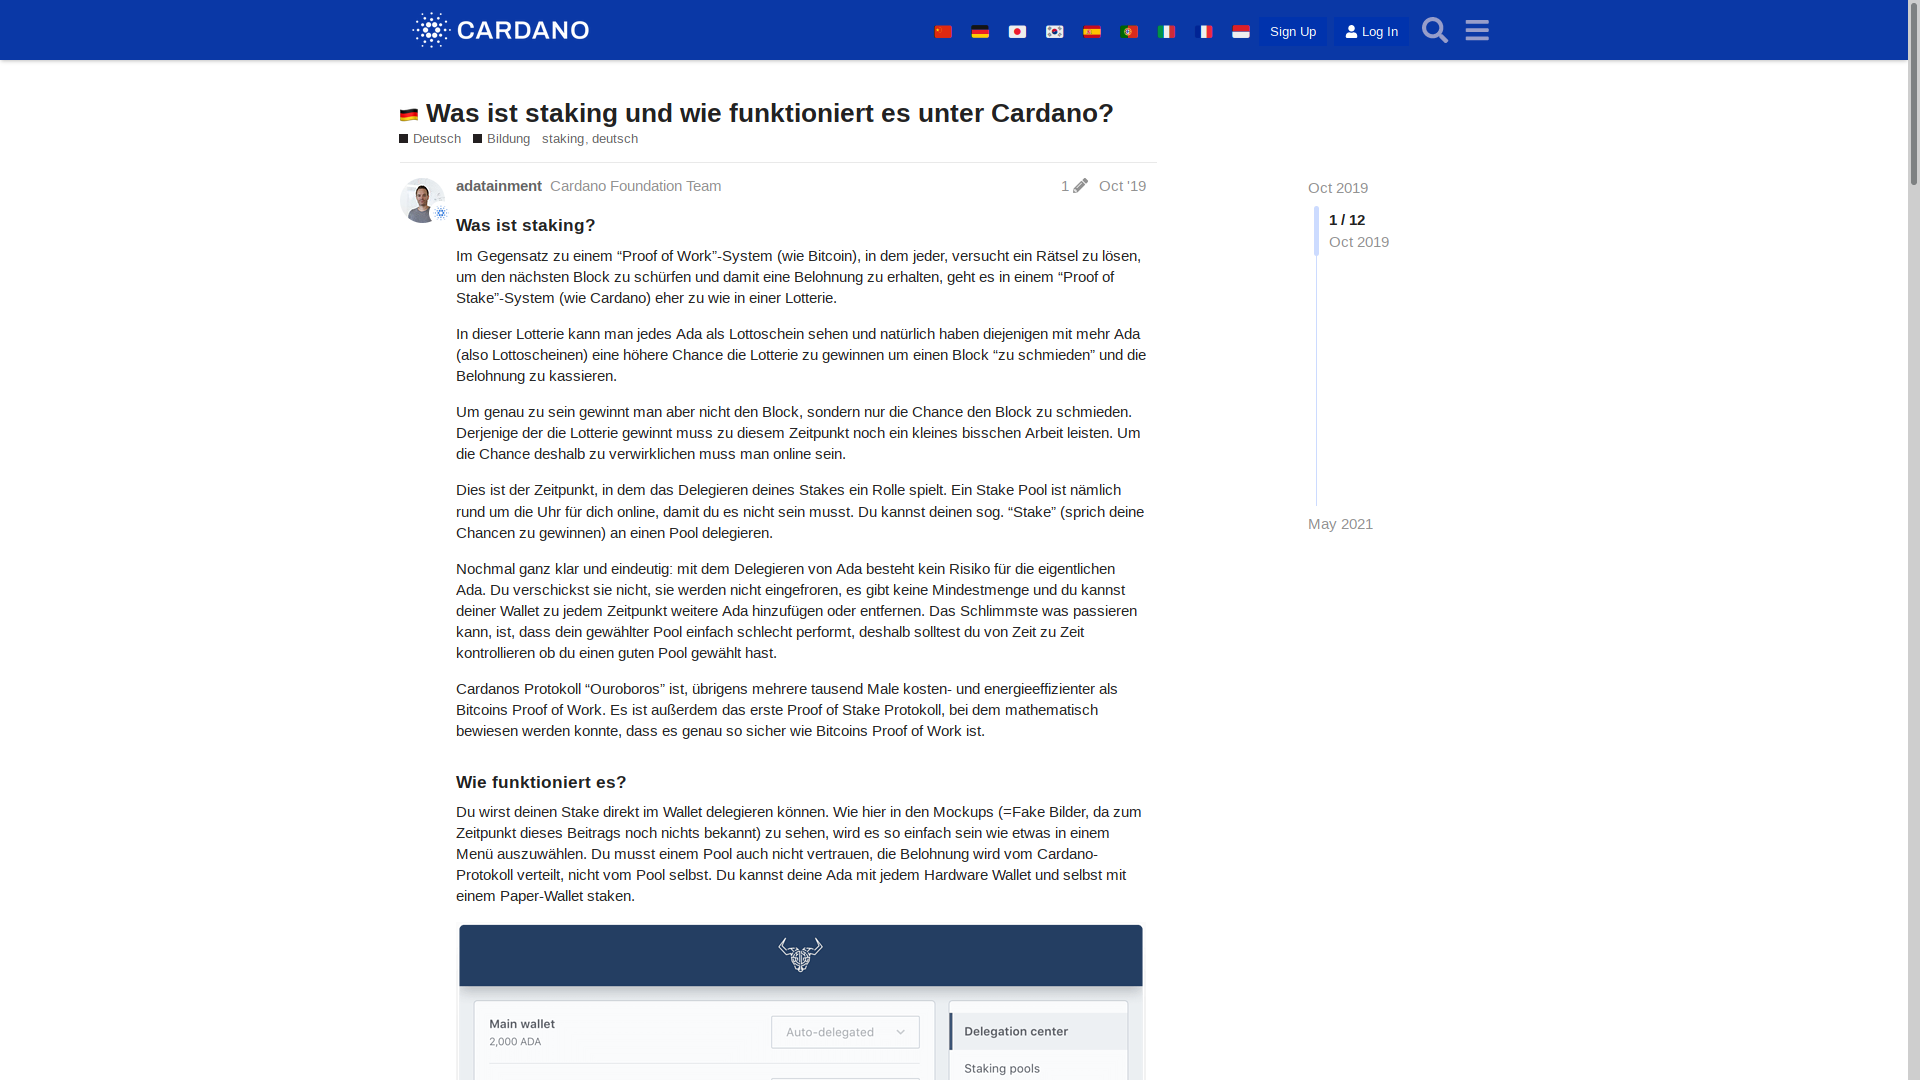 CARDANO
Sign Up
Log In
Was ist staking und wie funktioniert es unter Cardano?
Deutsch Bildung staking, deutsch
adatainment Cardano Foundation Team
1 Oct '19
Was ist staking?
Im Gegensatz zu einem “Proof of Work”-System (wie Bitcoin), in dem jeder, versucht ein Rätsel zu lösen,
um den nächsten Block zu schürfen und damit eine Belohnung zu erhalten, geht es in einem “Proof of
Stake”-System (wie Cardano) eher zu wie in einer Lotterie.
In dieser Lotterie kann man jedes Ada als Lottoschein sehen und natürlich haben diejenigen mit mehr Ada
(also Lottoscheinen) eine höhere Chance die Lotterie zu gewinnen um einen Block “zu schmieden” und die
Belohnung zu kassieren.
Um genau zu sein gewinnt man aber nicht den Block, sondern nur die Chance den Block zu schmieden.
Derjenige der die Lotterie gewinnt muss zu diesem Zeitpunkt noch ein kleines bisschen Arbeit leisten. Um
die Chance deshalb zu verwirklichen muss man online sein.
Dies ist der Zeitpunkt, in dem das Delegieren deines Stakes ein Rolle spielt. Ein Stake Pool ist nämlich
rund um die Uhr für dich online, damit du es nicht sein musst. Du kannst deinen sog. “Stake” (sprich deine
Chancen zu gewinnen) an einen Pool delegieren.
Nochmal ganz klar und eindeutig: mit dem Delegieren von Ada besteht kein Risiko für die eigentlichen
Ada. Du verschickst sie nicht, sie werden nicht eingefroren, es gibt keine Mindestmenge und du kannst
deiner Wallet zu jedem Zeitpunkt weitere Ada hinzufügen oder entfernen. Das Schlimmste was passieren
kann, ist, dass dein gewählter Pool einfach schlecht performt, deshalb solltest du von Zeit zu Zeit
kontrollieren ob du einen guten Pool gewählt hast.
Cardanos Protokoll “Ouroboros” ist, übrigens mehrere tausend Male kosten- und energieeffizienter als
Bitcoins Proof of Work. Es ist außerdem das erste Proof of Stake Protokoll, bei dem mathematisch
bewiesen werden konnte, dass es genau so sicher wie Bitcoins Proof of Work ist.
Wie funktioniert es?
Du wirst deinen Stake direkt im Wallet delegieren können. Wie hier in den Mockups (=Fake Bilder, da zum
Zeitpunkt dieses Beitrags noch nichts bekannt) zu sehen, wird es so einfach sein wie etwas in einem
Menü auszuwählen. Du musst einem Pool auch nicht vertrauen, die Belohnung wird vom Cardano-
Protokoll verteilt, nicht vom Pool selbst. Du kannst deine Ada mit jedem Hardware Wallet und selbst mit
einem Paper-Wallet staken.
Main wallet
2,000 ADA
Auto-delegated
Delegation center
Staking pools
Oct 2019
1 / 12
Oct 2019
May 2021